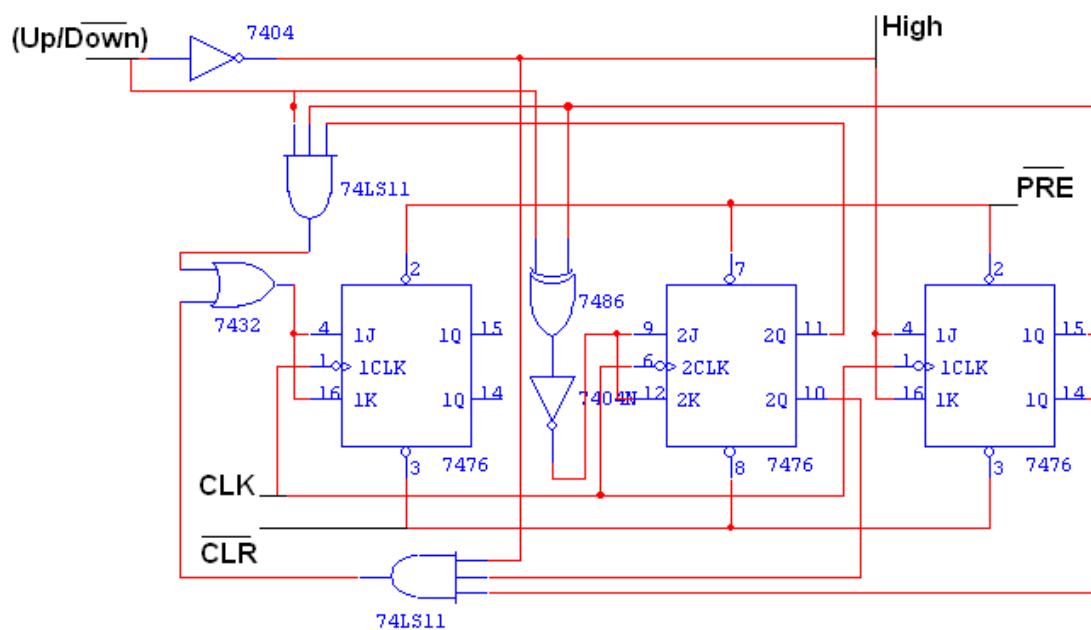 (Up/Down)
7404
High
74LS11
PRE
7432
7486
2
7
2
4 1J 1Q 15
1 1CLK
16 1K 1Q 14
3 7476
9 2J 2Q 11
6 2CLK
12 2K 2Q 10
7404N
8 7476
4 1J 1Q 15
1 1CLK
16 1K 1Q 14
3 7476
CLK
CLR
74LS11